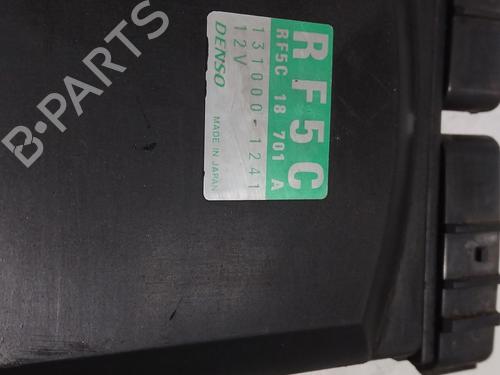 RF5C
RF5C 18 701 A
131000-1241
12V
DENSO
MADE IN JAPAN
B-PARTS